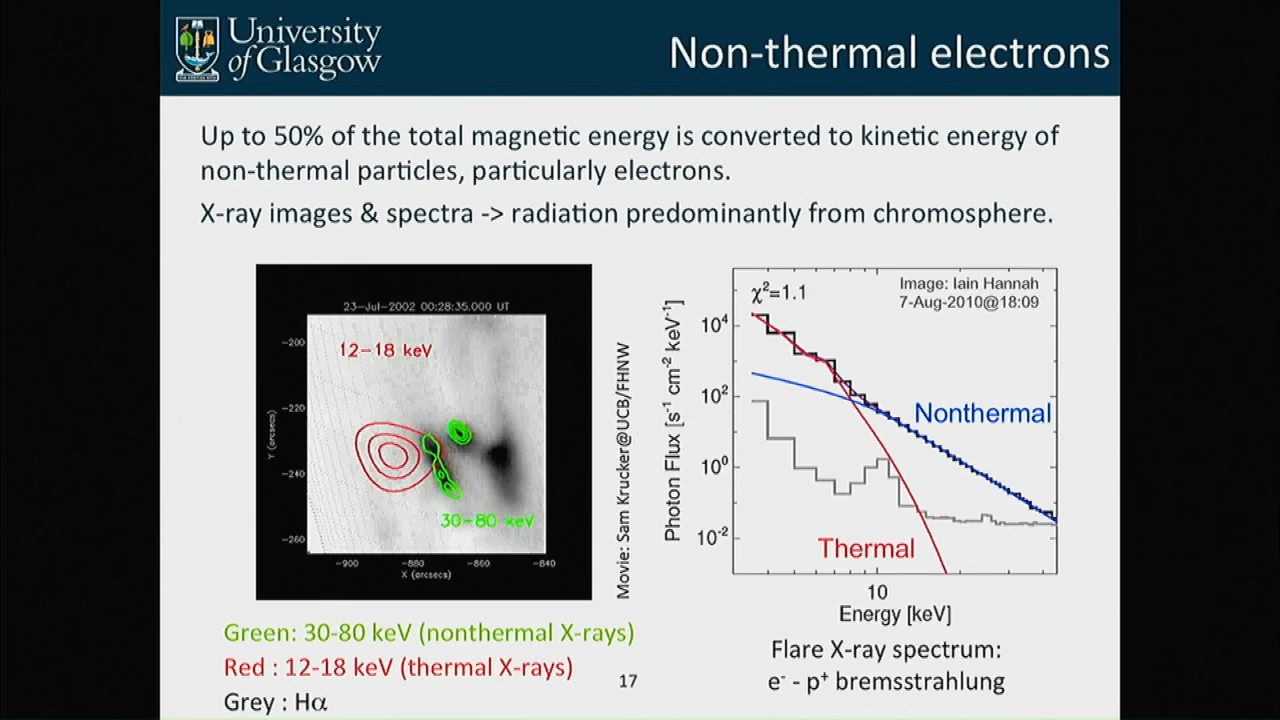 University
of Glasgow
Non-thermal electrons
Up to 50% of the total magnetic energy is converted to kinetic energy of
non-thermal particles, particularly electrons.
X-ray images & spectra -> radiation predominantly from chromosphere.
23-Jul-2002 00:28:35.000 UT
12-18 keV
30-80 keV
-200
-220
-240
-260
Y (arcsecs)
-900
-880
-860
-840
X (arcsecs)
Movie: Sam Krucker@UCB/FHNW
χ²=1.1
Image: Iain Hannah
7-Aug-2010@18:09
Nonthermal
Thermal
Photon Flux [s⁻¹ cm⁻² keV⁻¹]
10⁴
10²
10⁰
10⁻²
10
Energy [keV]
Green: 30-80 keV (nonthermal X-rays)
Red : 12-18 keV (thermal X-rays)
Grey : Hα
17
Flare X-ray spectrum:
e⁻ - p⁺ bremsstrahlung